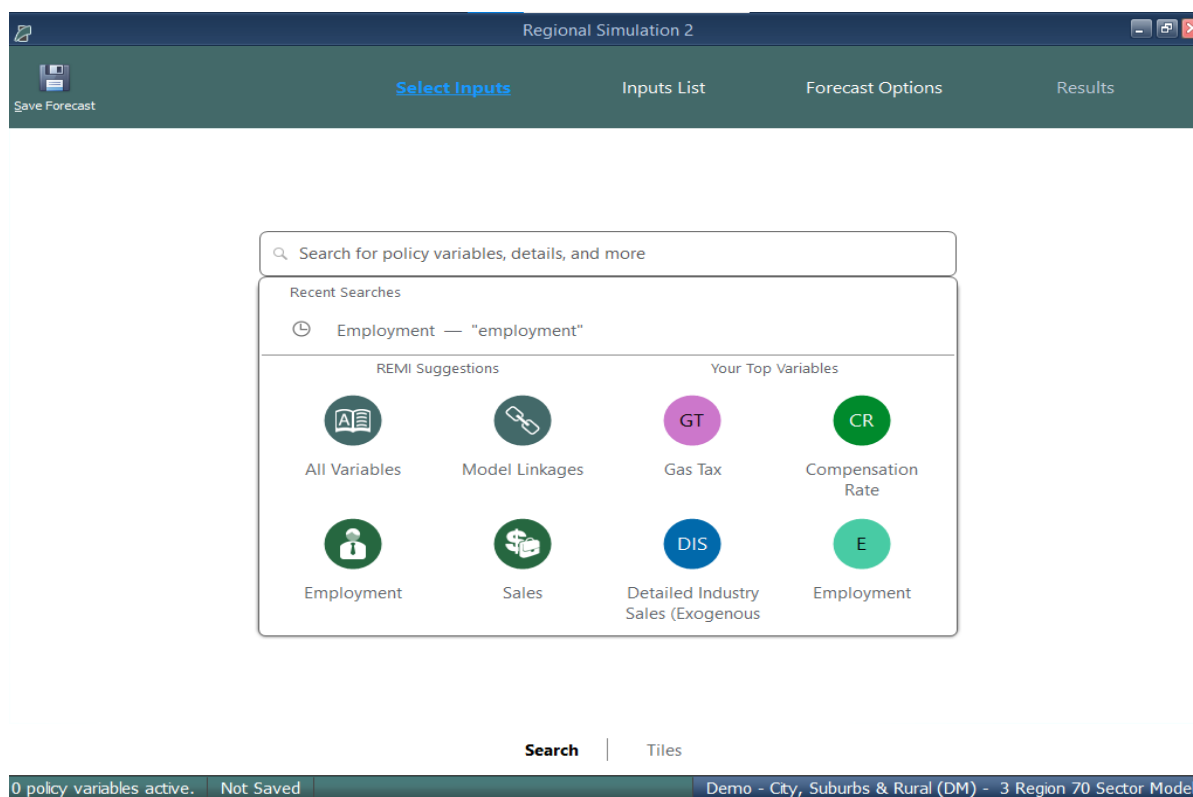 Regional Simulation 2
Save Forecast
Select Inputs
Inputs List
Forecast Options
Results
Search for policy variables, details, and more
Recent Searches
Employment — "employment"
REMI Suggestions
Your Top Variables
GT
CR
All Variables
Model Linkages
Gas Tax
Compensation
Rate
DIS
E
Employment
Sales
Detailed Industry
Sales (Exogenous
Employment
Search
Tiles
0 policy variables active.
Not Saved
Demo - City, Suburbs & Rural (DM) - 3 Region 70 Sector Mode